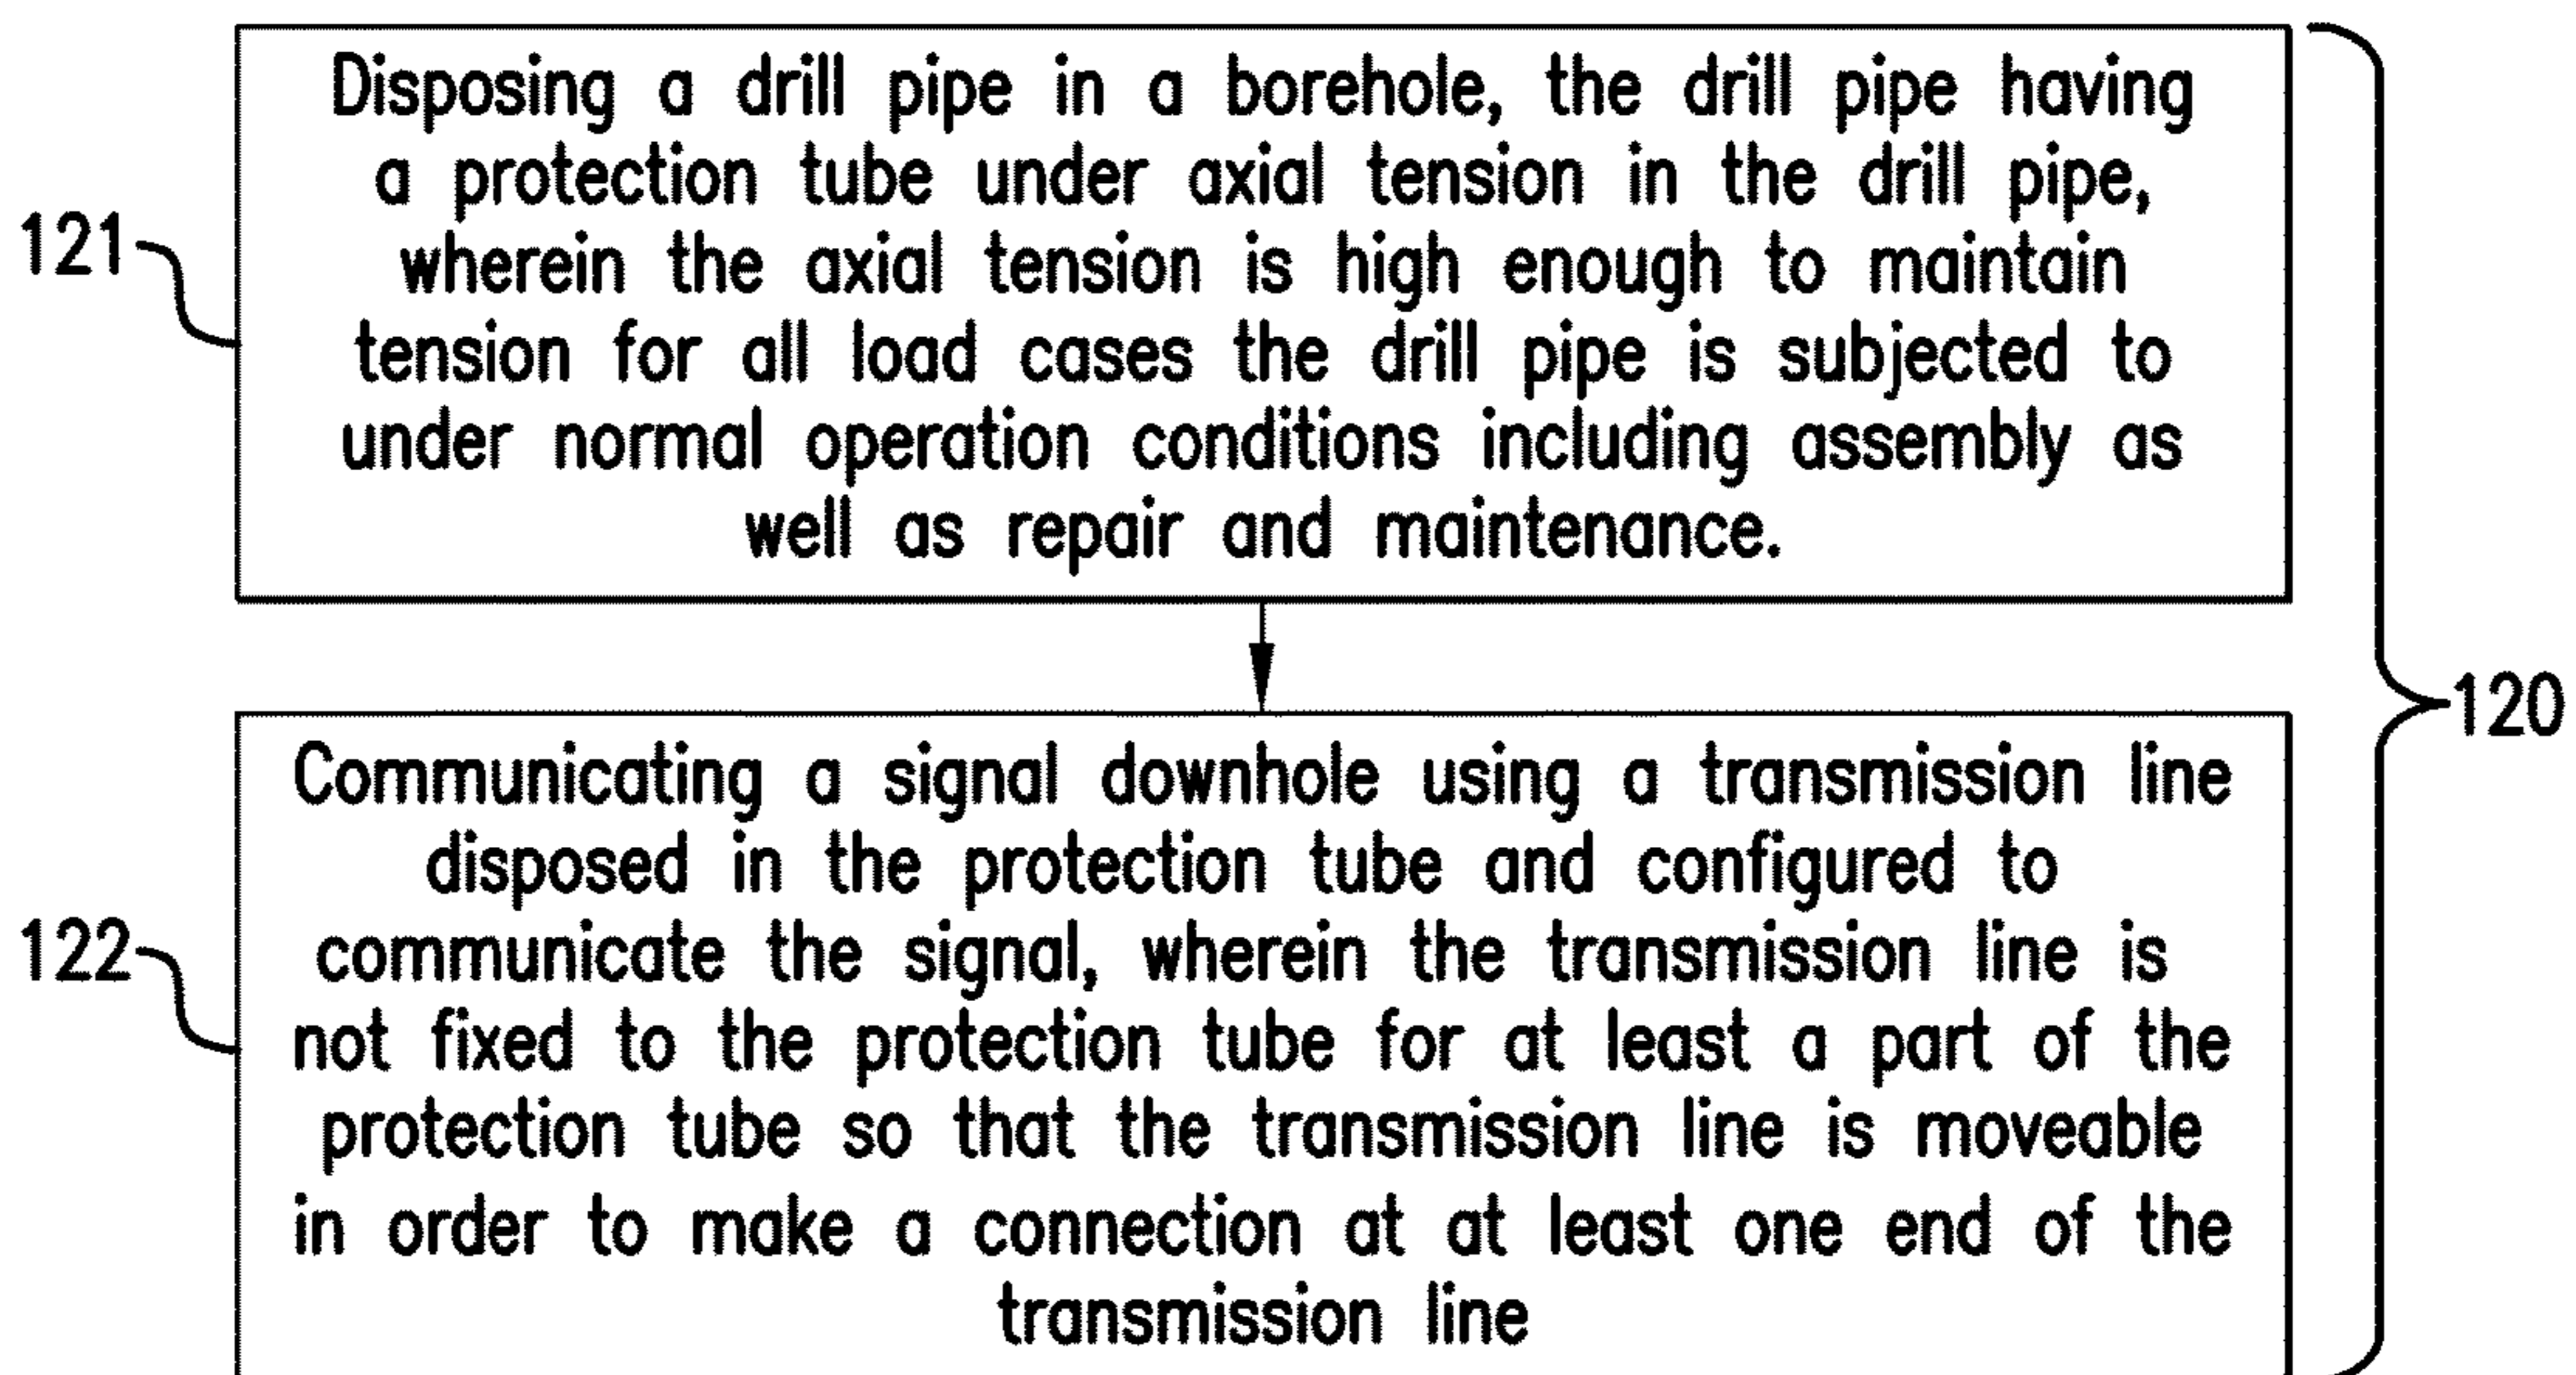 Disposing a drill pipe in a borehole, the drill pipe having
a protection tube under axial tension in the drill pipe,
wherein the axial tension is high enough to maintain
tension for all load cases the drill pipe is subjected to
under normal operation conditions including assembly as
well as repair and maintenance.
121
120
Communicating a signal downhole using a transmission line
disposed in the protection tube and configured to
communicate the signal, wherein the transmission line is
not fixed to the protection tube for at least a part of the
protection tube so that the transmission line is moveable
in order to make a connection at at least one end of the
transmission line
122